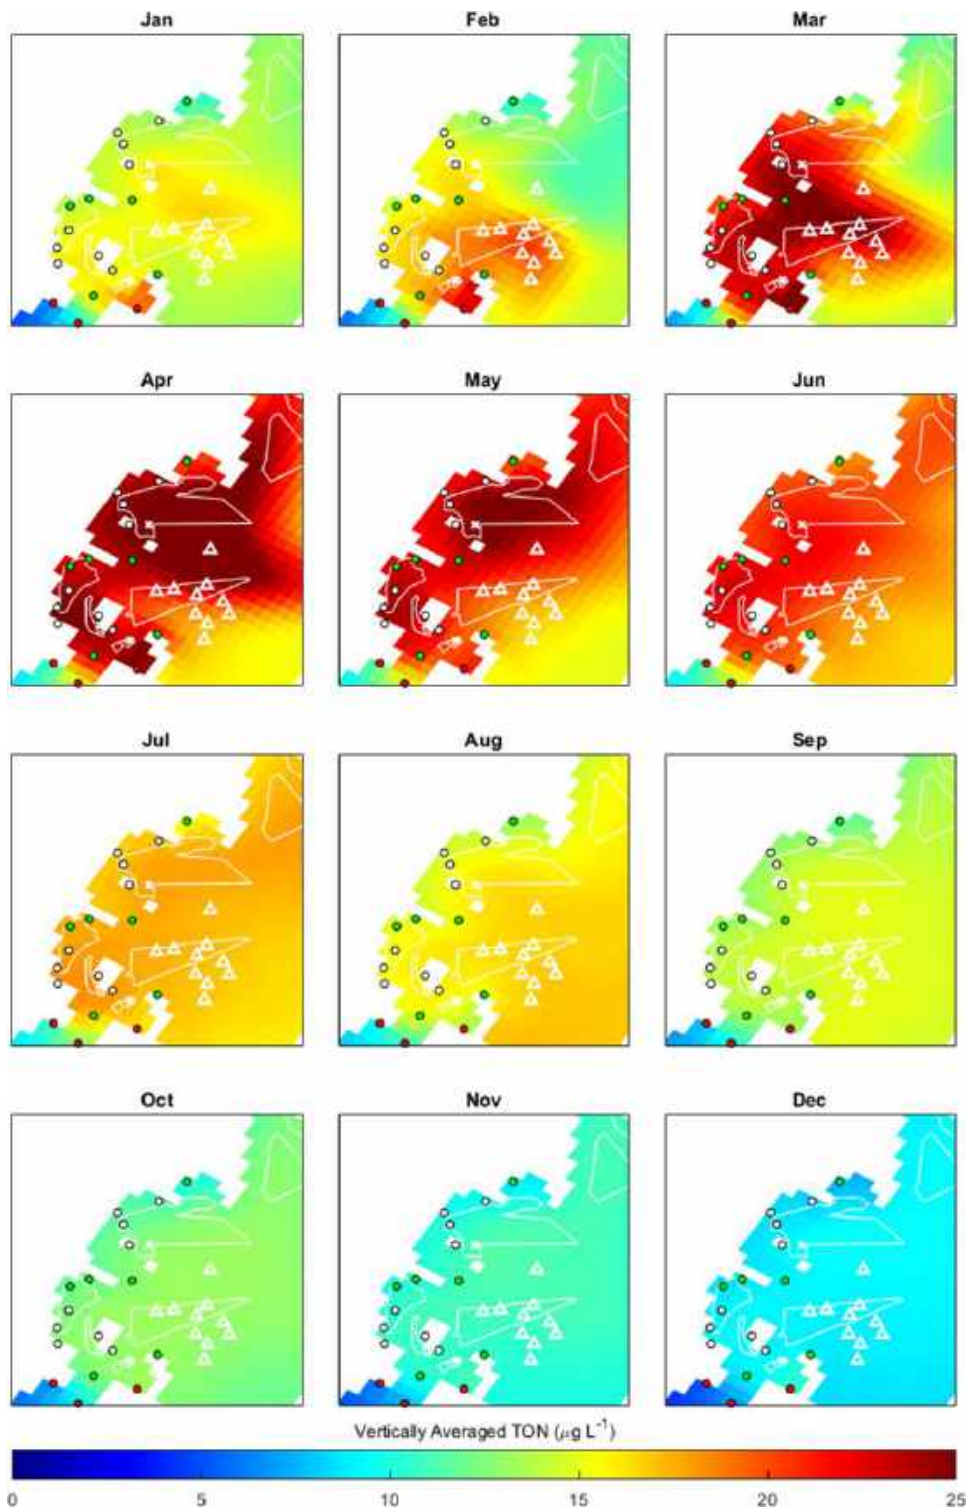 Jan Feb Mar
Apr May Jun
Jul Aug Sep
Oct Nov Dec
Vertically Averaged TON (μg L⁻¹)
0 5 10 15 20 25